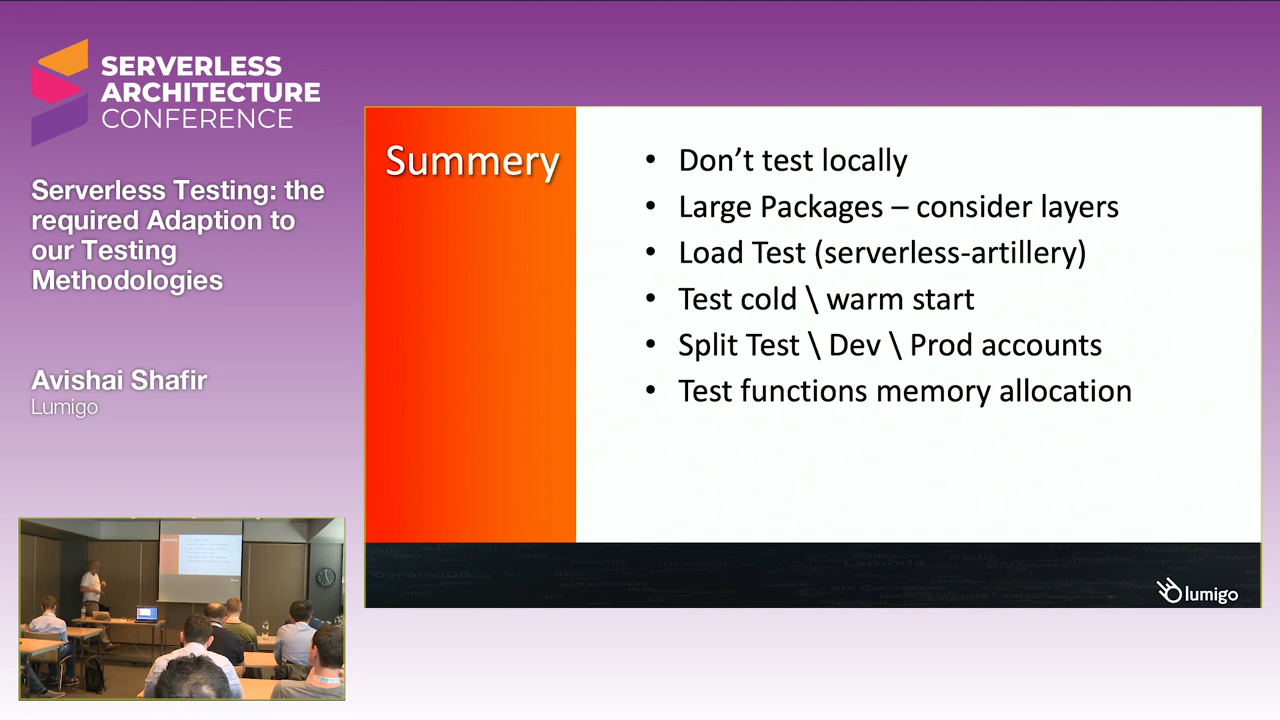 SERVERLESS
ARCHITECTURE
CONFERENCE
Serverless Testing: the
required Adaption to
our Testing
Methodologies
Avishai Shafir
Lumigo
Summery
• Don’t test locally
• Large Packages – consider layers
• Load Test (serverless-artillery)
• Test cold \ warm start
• Split Test \ Dev \ Prod accounts
• Test functions memory allocation
lumigo